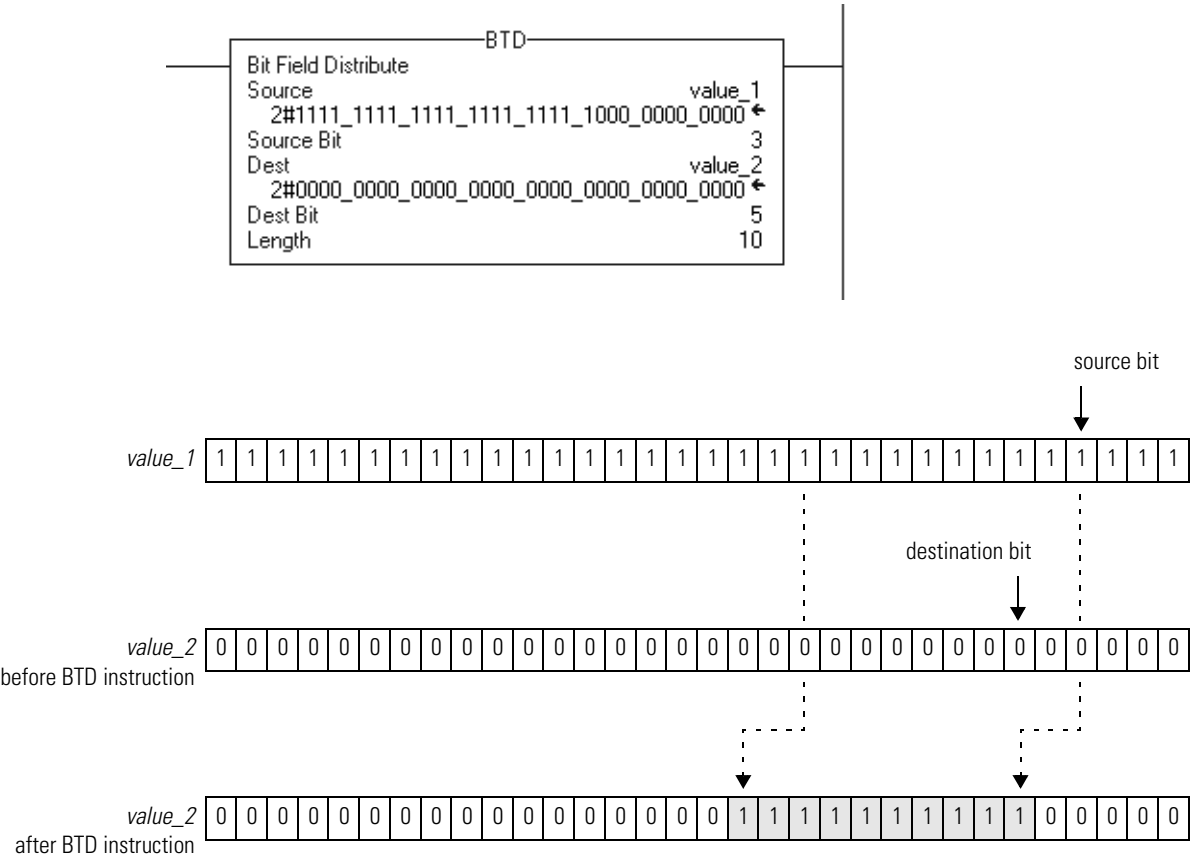 BTD
Bit Field Distribute
Source value_1
2#1111_1111_1111_1111_1111_1000_0000_0000
Source Bit 3
Dest value_2
2#0000_0000_0000_0000_0000_0000_0000_0000
Dest Bit 5
Length 10
source bit
value_1 1 1 1 1 1 1 1 1 1 1 1 1 1 1 1 1 1 1 1 1 1 1 1 1 1 1 1 1 1 1 1 1
destination bit
value_2 0 0 0 0 0 0 0 0 0 0 0 0 0 0 0 0 0 0 0 0 0 0 0 0 0 0 0 0 0 0 0 0
before BTD instruction
value_2 0 0 0 0 0 0 0 0 0 0 0 0 0 0 0 0 0 1 1 1 1 1 1 1 1 1 1 0 0 0 0 0
after BTD instruction